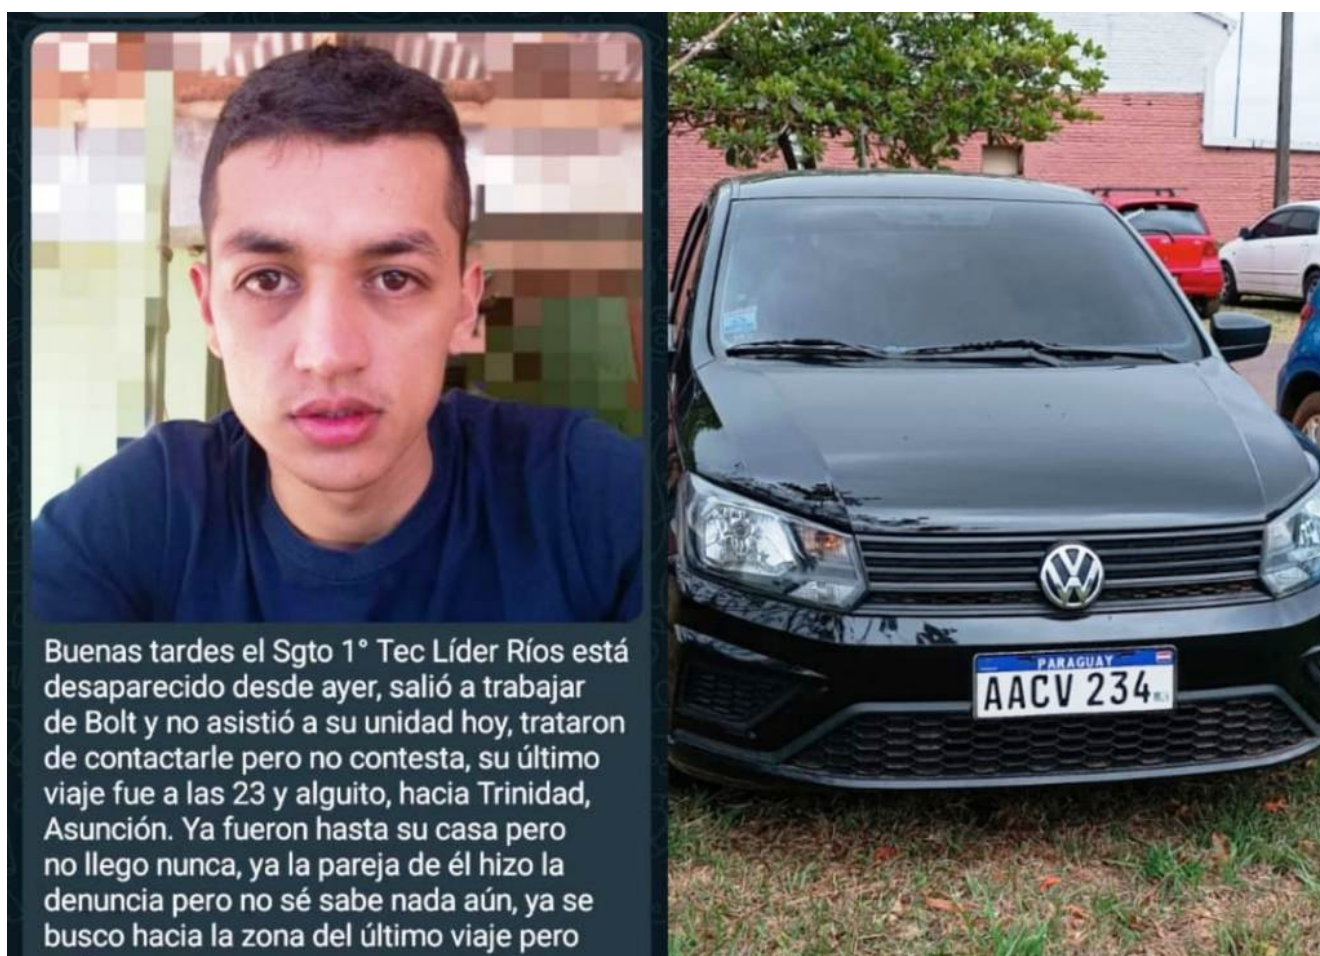 Buenas tardes el Sgto 1° Tec Líder Ríos está
desaparecido desde ayer, salió a trabajar
de Bolt y no asistió a su unidad hoy, trataron
de contactarle pero no contesta, su último
viaje fue a las 23 y alguito, hacia Trinidad,
Asunción. Ya fueron hasta su casa pero
no llego nunca, ya la pareja de él hizo la
denuncia pero no sé sabe nada aún, ya se
busco hacia la zona del último viaje pero
PARAGUAY
AACV 234